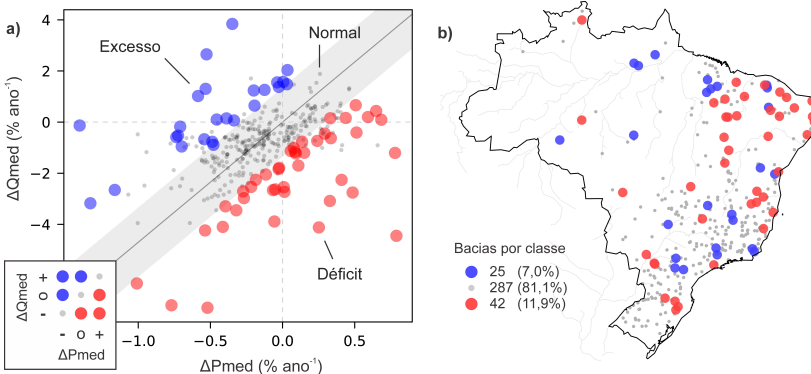 a)
Excesso
Normal
Déficit
4
2
0
−2
−4
ΔQmed (% ano⁻¹)
−1.0
−0.5
0.0
0.5
ΔPmed (% ano⁻¹)
ΔQmed
+
o
-
- o +
ΔPmed
b)
Bacias por classe
25 (7,0%)
287 (81,1%)
42 (11,9%)